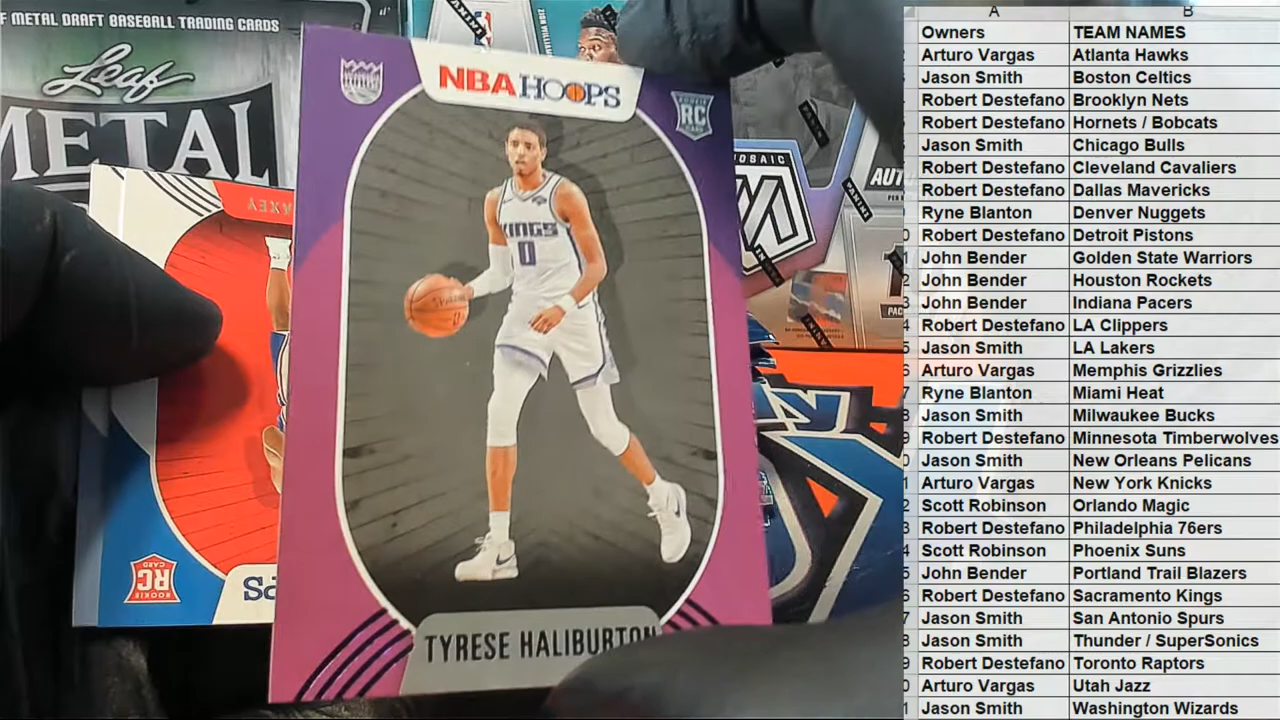 F METAL DRAFT BASEBALL TRADING CARDS
Leaf
METAL
NBA HOOPS
ROOKIE
RC
CARD
KINGS
0
TYRESE HALIBURTON
ROOKIE
RC
CARD
MOSAIC
PANINI
PANINI
AUT
A B
Owners TEAM NAMES
Arturo Vargas Atlanta Hawks
Jason Smith Boston Celtics
Robert Destefano Brooklyn Nets
Robert Destefano Hornets / Bobcats
Jason Smith Chicago Bulls
Robert Destefano Cleveland Cavaliers
Robert Destefano Dallas Mavericks
Ryne Blanton Denver Nuggets
Robert Destefano Detroit Pistons
John Bender Golden State Warriors
John Bender Houston Rockets
John Bender Indiana Pacers
Robert Destefano LA Clippers
Jason Smith LA Lakers
Arturo Vargas Memphis Grizzlies
Ryne Blanton Miami Heat
Jason Smith Milwaukee Bucks
Robert Destefano Minnesota Timberwolves
Jason Smith New Orleans Pelicans
Arturo Vargas New York Knicks
Scott Robinson Orlando Magic
Robert Destefano Philadelphia 76ers
Scott Robinson Phoenix Suns
John Bender Portland Trail Blazers
Robert Destefano Sacramento Kings
Jason Smith San Antonio Spurs
Jason Smith Thunder / SuperSonics
Robert Destefano Toronto Raptors
Arturo Vargas Utah Jazz
Jason Smith Washington Wizards